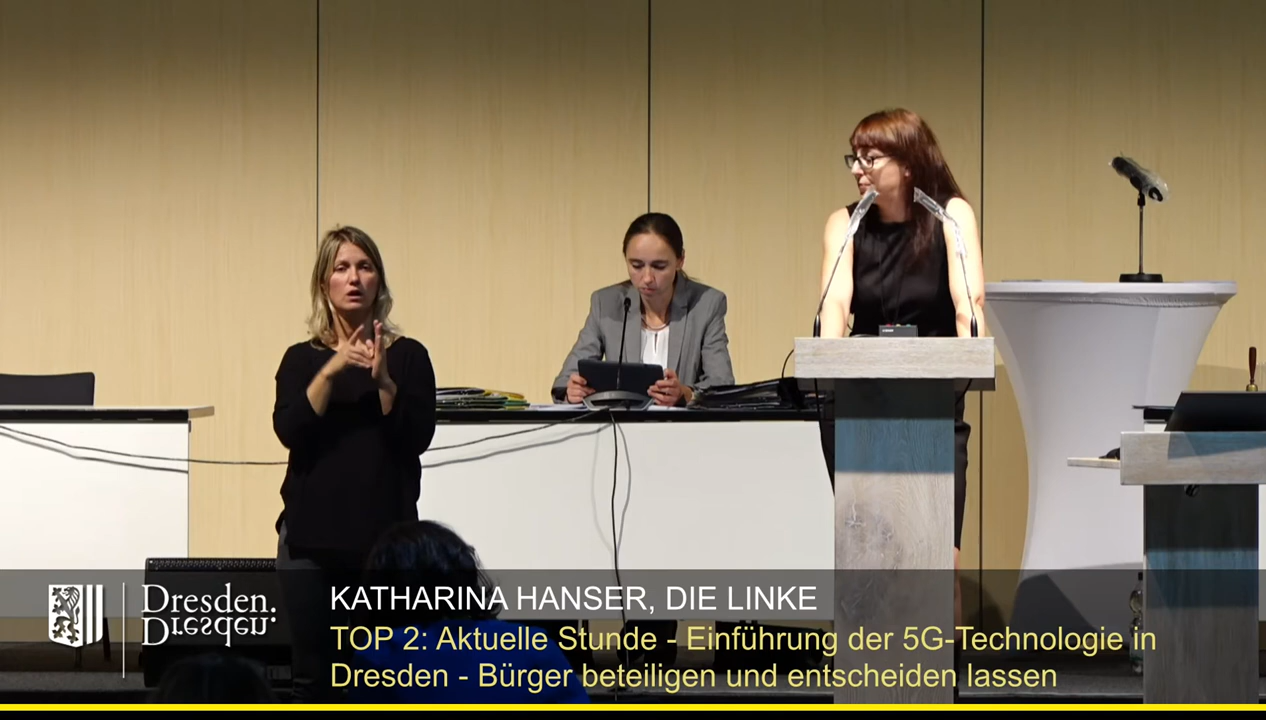 Dresden.
Dresden.
KATHARINA HANSER, DIE LINKE
TOP 2: Aktuelle Stunde - Einführung der 5G-Technologie in
Dresden - Bürger beteiligen und entscheiden lassen